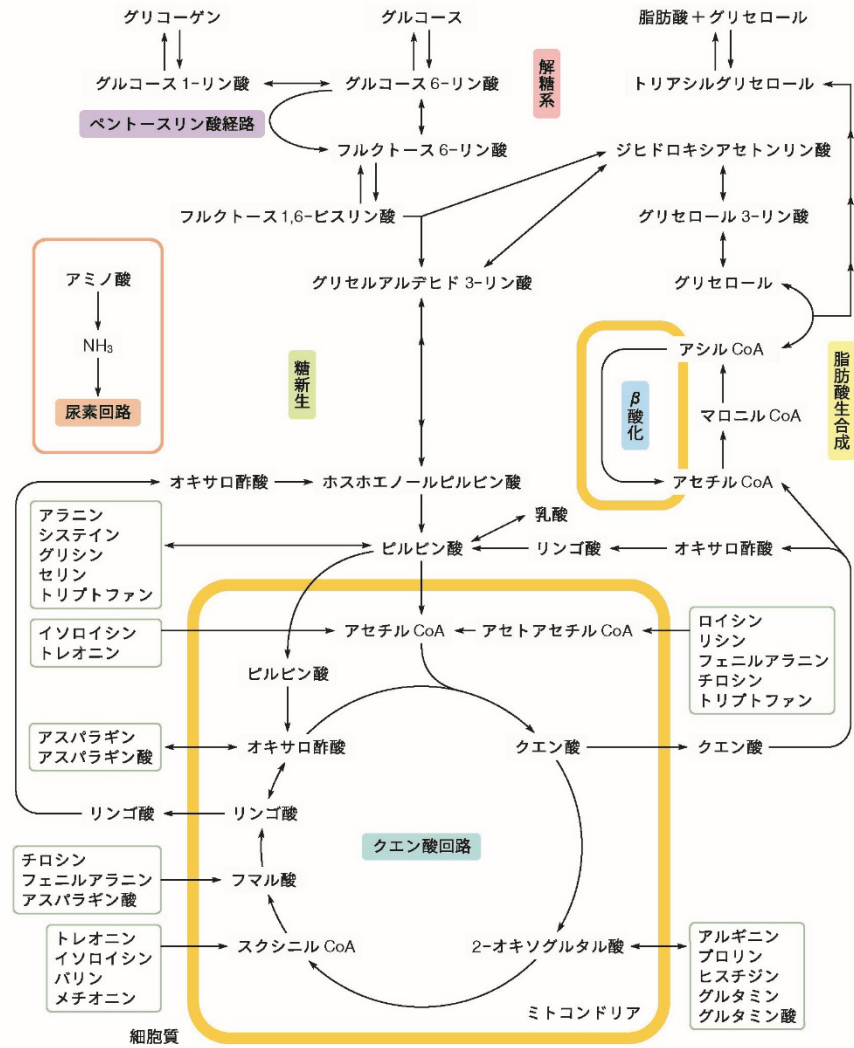 グリコーゲン
グルコース
脂肪酸+グリセロール
グルコース1-リン酸
グルコース6-リン酸
解糖系
トリアシルグリセロール
ペントースリン酸経路
フルクトース6-リン酸
ジヒドロキシアセトンリン酸
フルクトース1,6-ビスリン酸
グリセロール3-リン酸
アミノ酸
グリセルアルデヒド3-リン酸
グリセロール
NH₃
糖新生
アシルCoA
β酸化
脂肪酸生合成
尿素回路
マロニルCoA
オキサロ酢酸
ホスホエノールピルビン酸
アセチルCoA
アラニン
システイン
グリシン
セリン
トリプトファン
乳酸
ピルビン酸
リンゴ酸
オキサロ酢酸
イソロイシン
トレオニン
アセチルCoA
アセトアセチルCoA
ロイシン
リシン
フェニルアラニン
チロシン
トリプトファン
ピルビン酸
アスパラギン
アスパラギン酸
オキサロ酢酸
クエン酸
クエン酸
リンゴ酸
リンゴ酸
クエン酸回路
チロシン
フェニルアラニン
アスパラギン酸
フマル酸
トレオニン
イソロイシン
バリン
メチオニン
スクシニルCoA
2-オキソグルタル酸
アルギニン
プロリン
ヒスチジン
グルタミン
グルタミン酸
ミトコンドリア
細胞質